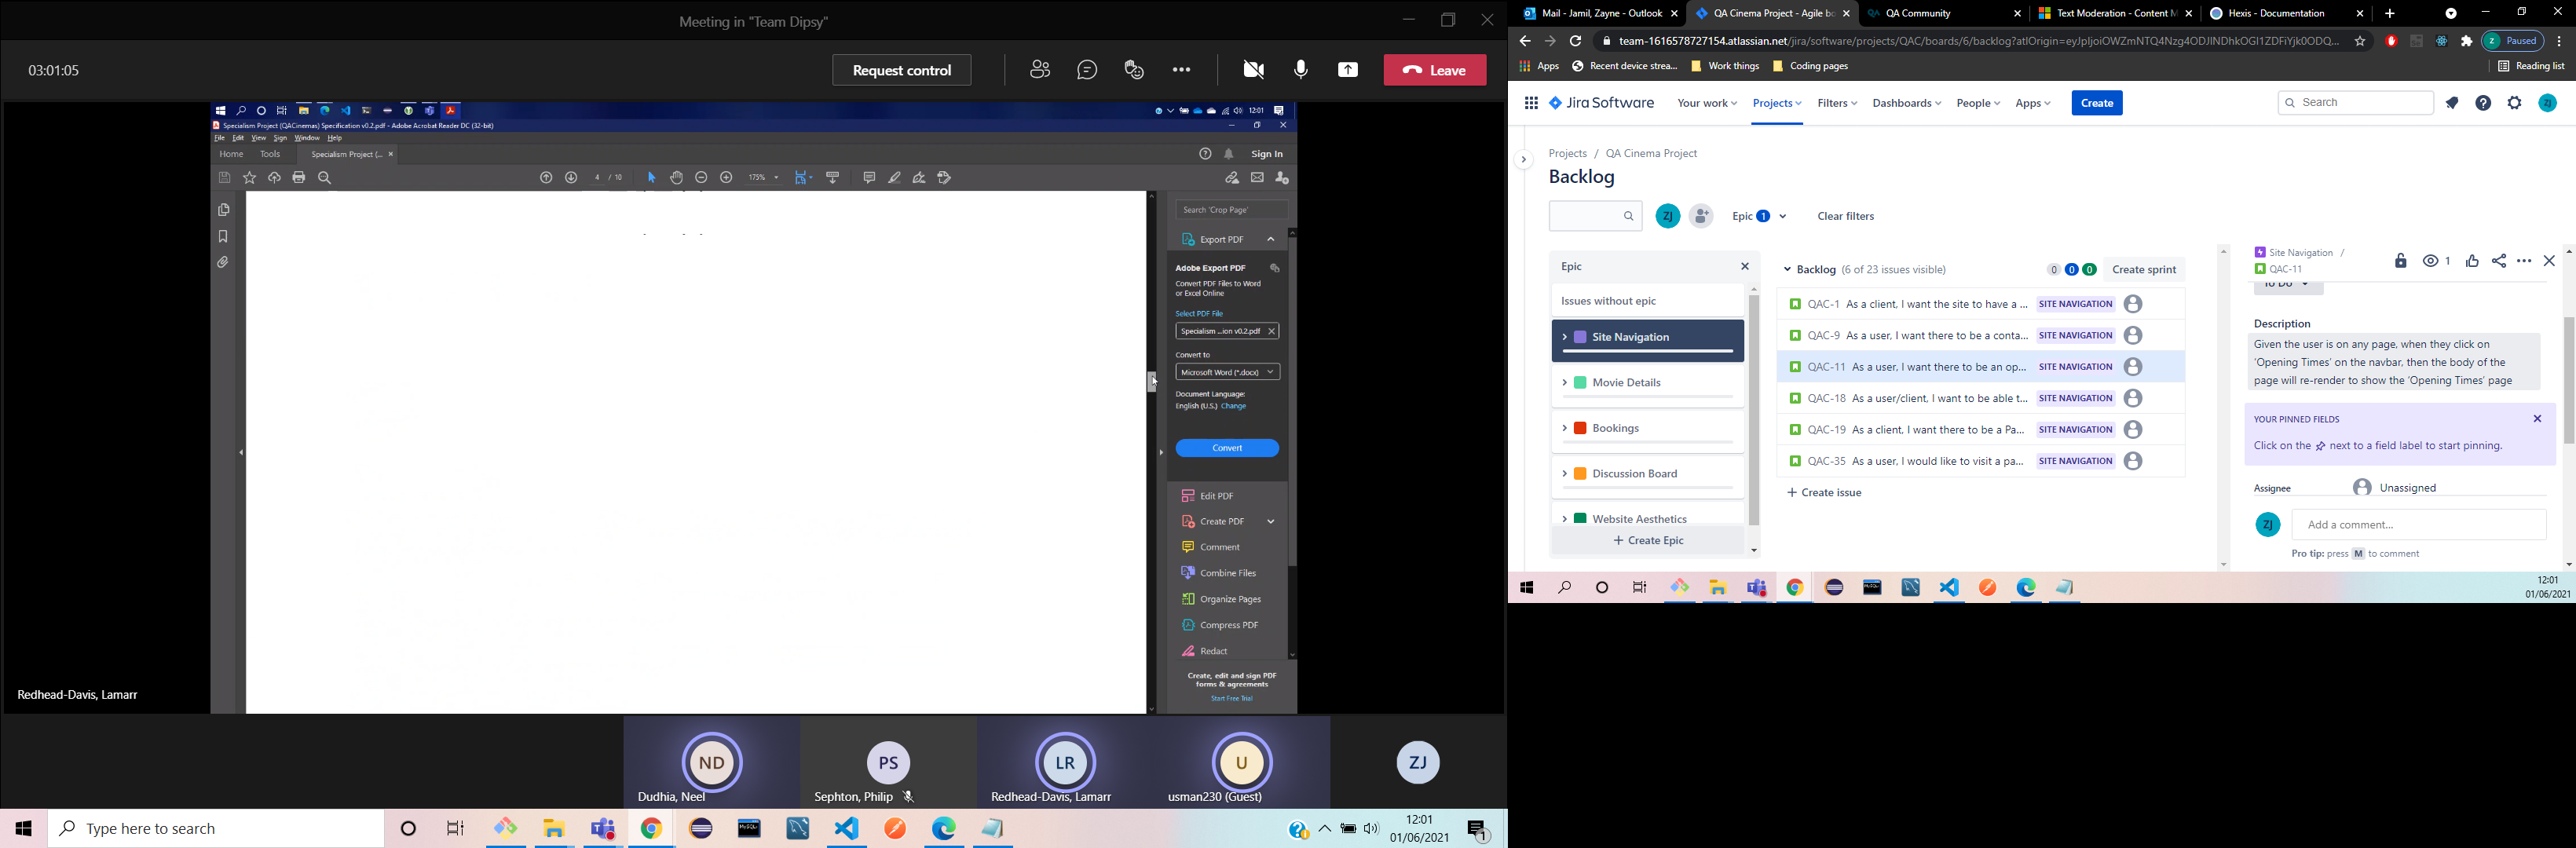 Meeting in "Team Dipsy"
03:01:05
Request control
Leave
12:01
Specialism Project (QACinemas) Specification v0.2.pdf - Adobe Acrobat Reader DC (32-bit)
File Edit View Sign Window Help
Home Tools Specialism Project (...
Sign In
4 / 10
175%
Search 'Crop Page'
Export PDF
Adobe Export PDF
Convert PDF Files to Word
or Excel Online
Select PDF File
Specialism ...ion v0.2.pdf
Convert to
Microsoft Word (*.docx)
Document Language:
English (U.S.) Change
Convert
Edit PDF
Create PDF
Comment
Combine Files
Organize Pages
Compress PDF
Redact
Create, edit and sign PDF
forms & agreements
Start Free Trial
Redhead-Davis, Lamarr
ND
Dudhia, Neel
PS
Sephton, Philip
LR
Redhead-Davis, Lamarr
U
usman230 (Guest)
ZJ
Type here to search
12:01
01/06/2021
1
Mail - Jamil, Zayne - Outlook
QA Cinema Project - Agile bo
QA Community
Text Moderation - Content M
Hexis - Documentation
team-1616578727154.atlassian.net/jira/software/projects/QAC/boards/6/backlog?
Z Paused
Apps
Recent device strea...
Work things
Coding pages
Reading list
Jira Software
Your work
Projects
Filters
Dashboards
People
Apps
Create
Search
ZJ
Projects / QA Cinema Project
Backlog
ZJ
Epic 1
Clear filters
Epic
Issues without epic
Site Navigation
Movie Details
Bookings
Discussion Board
Website Aesthetics
+ Create Epic
Backlog (6 of 23 issues visible)
0 0 0
Create sprint
QAC-1 As a client, I want the site to have a ... SITE NAVIGATION
QAC-9 As a user, I want there to be a conta... SITE NAVIGATION
QAC-11 As a user, I want there to be an op... SITE NAVIGATION
QAC-18 As a user/client, I want to be able t... SITE NAVIGATION
QAC-19 As a client, I want there to be a Pa... SITE NAVIGATION
QAC-35 As a user, I would like to visit a pa... SITE NAVIGATION
+ Create issue
Site Navigation /
QAC-11
1
To Do
Description
Given the user is on any page, when they click on
'Opening Times' on the navbar, then the body of the
page will re-render to show the 'Opening Times' page
YOUR PINNED FIELDS
Click on the next to a field label to start pinning.
Assignee
Unassigned
ZJ
Add a comment...
Pro tip: press M to comment
12:01
01/06/2021